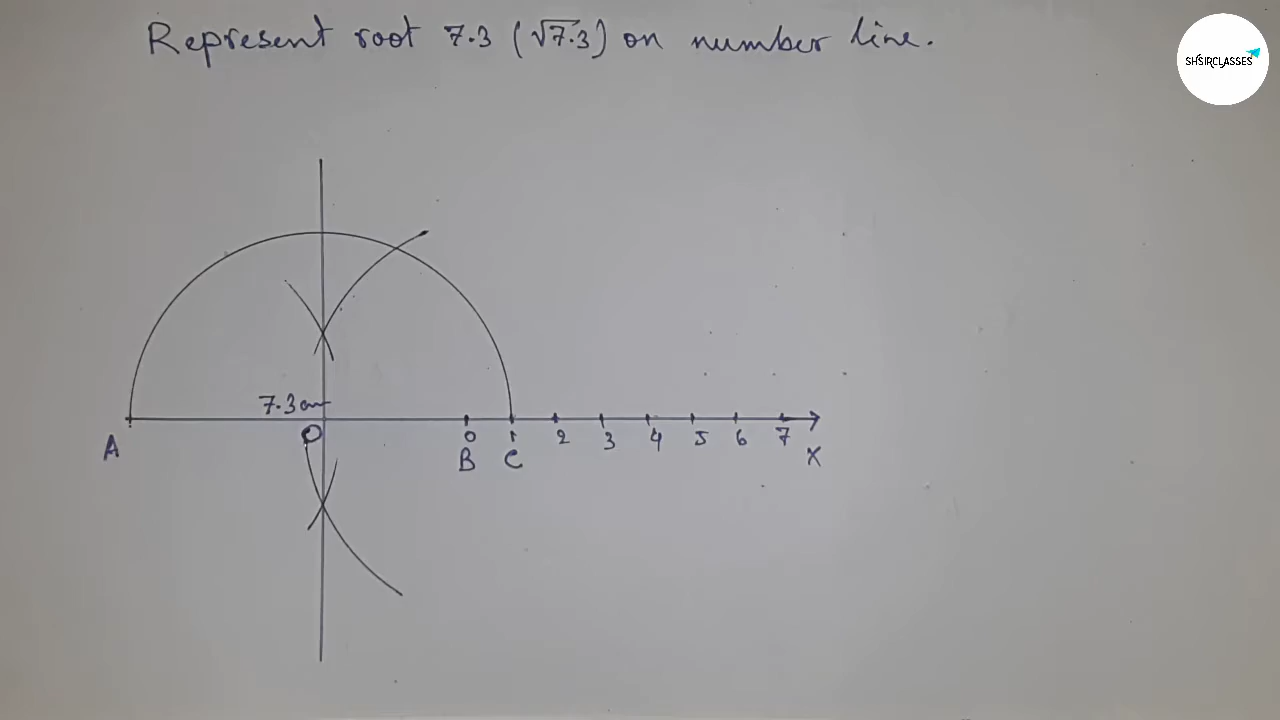 Represent root 7.3 (√7.3) on number line.
SHSIRCLASSES
7.3cm
A O 0 1 2 3 4 5 6 7
B C X